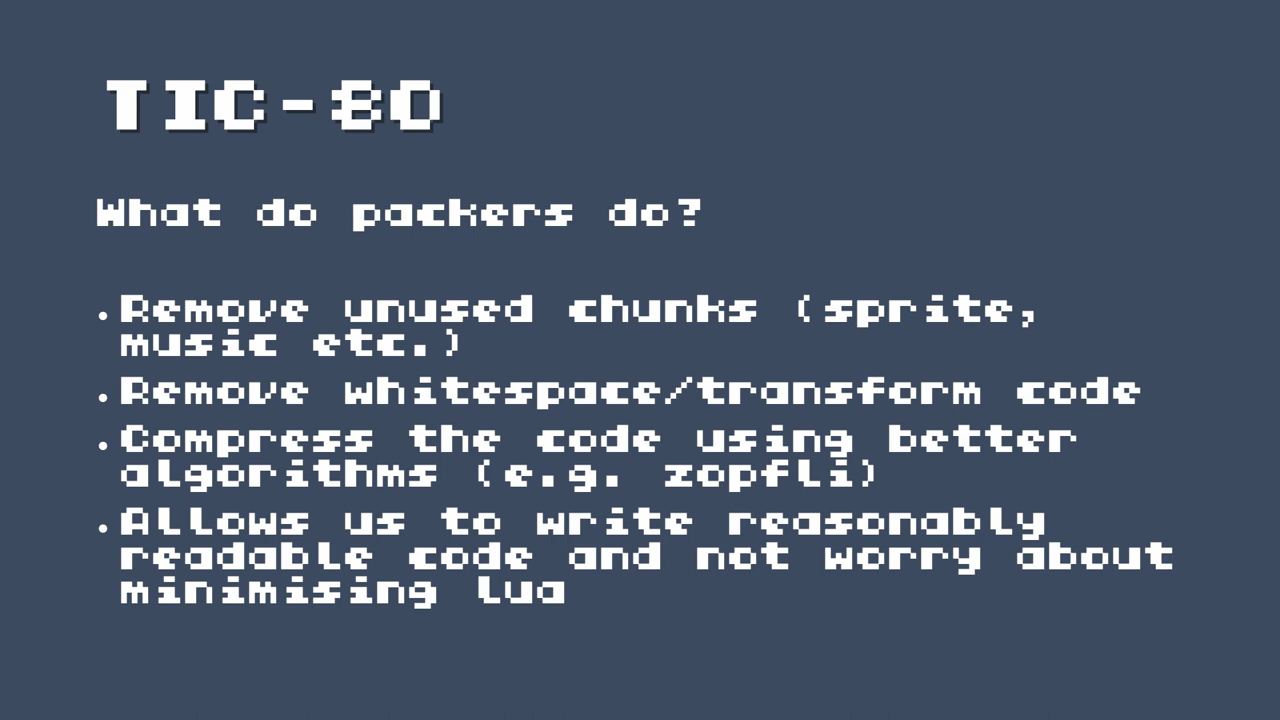 TIC-80
What do packers do?
• Remove unused chunks (sprite,
music etc.)
• Remove whitespace/transform code
• Compress the code using better
algorithms (e.g. zopfli)
• Allows us to write reasonably
readable code and not worry about
minimising lua